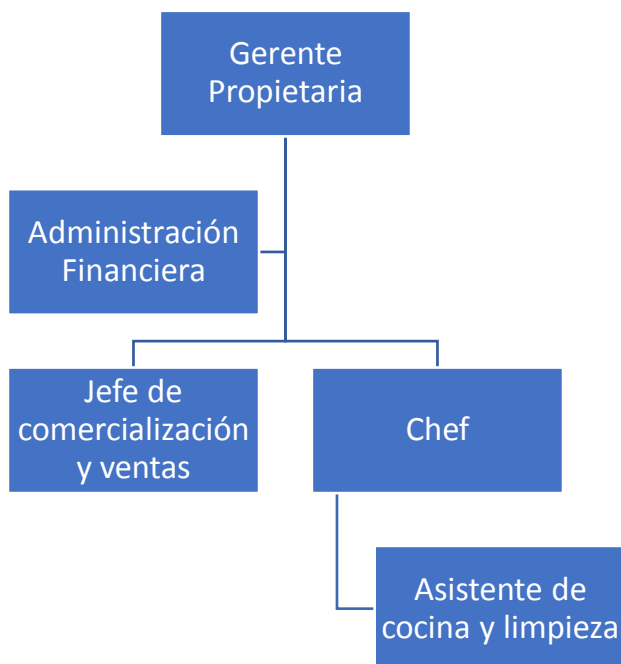 Gerente
Propietaria
Administración
Financiera
Jefe de
comercialización
y ventas
Chef
Asistente de
cocina y limpieza